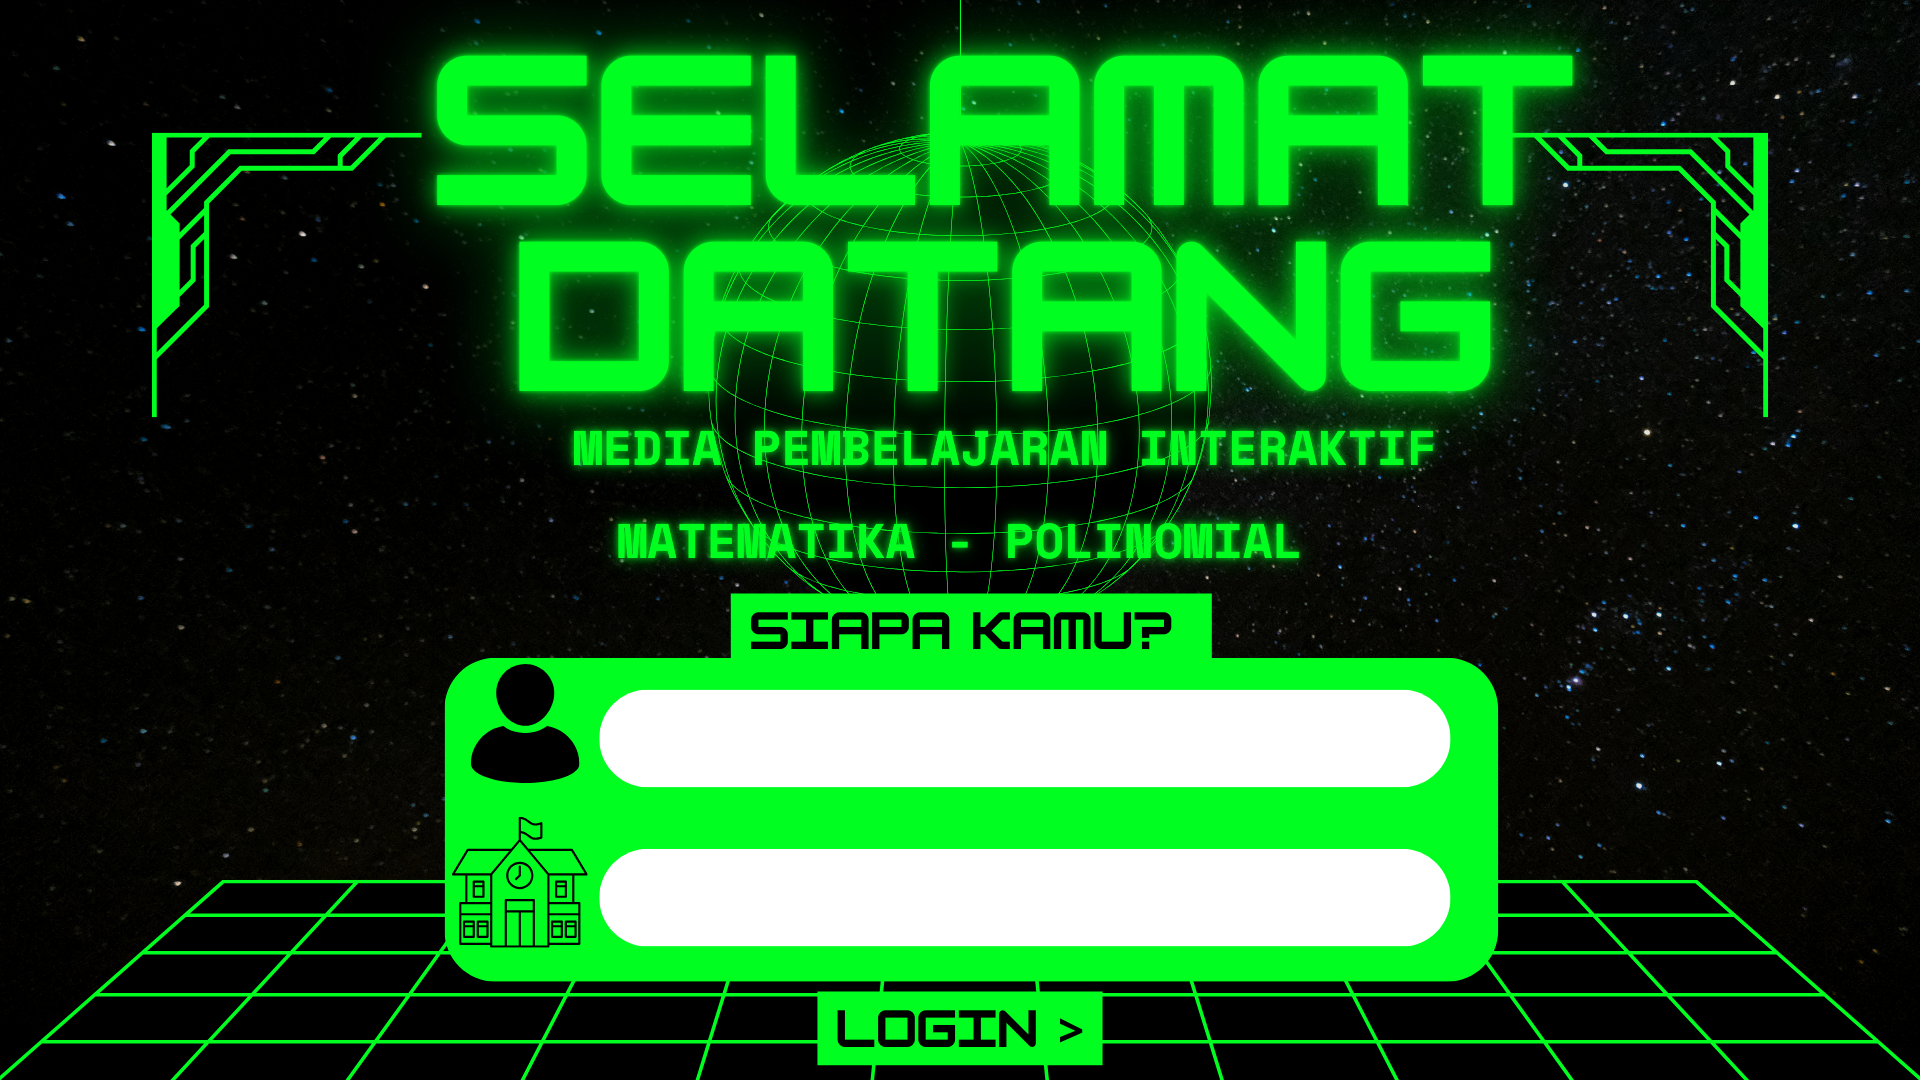 SELAMAT
DATANG
MEDIA PEMBELAJARAN INTERAKTIF
MATEMATIKA - POLINOMIAL
SIAPA KAMU?
LOGIN >